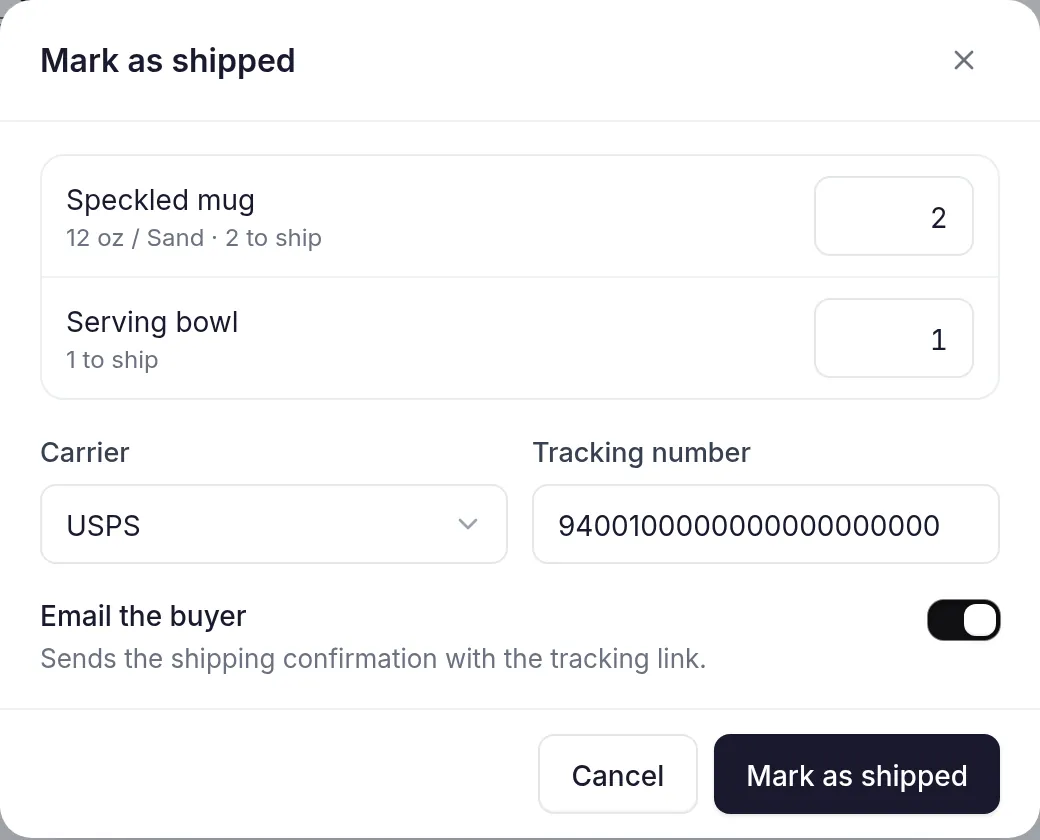 Mark as shipped
Speckled mug
12 oz / Sand · 2 to ship
2
Serving bowl
1 to ship
1
Carrier
Tracking number
USPS
9400100000000000000000
Email the buyer
Sends the shipping confirmation with the tracking link.
Cancel
Mark as shipped